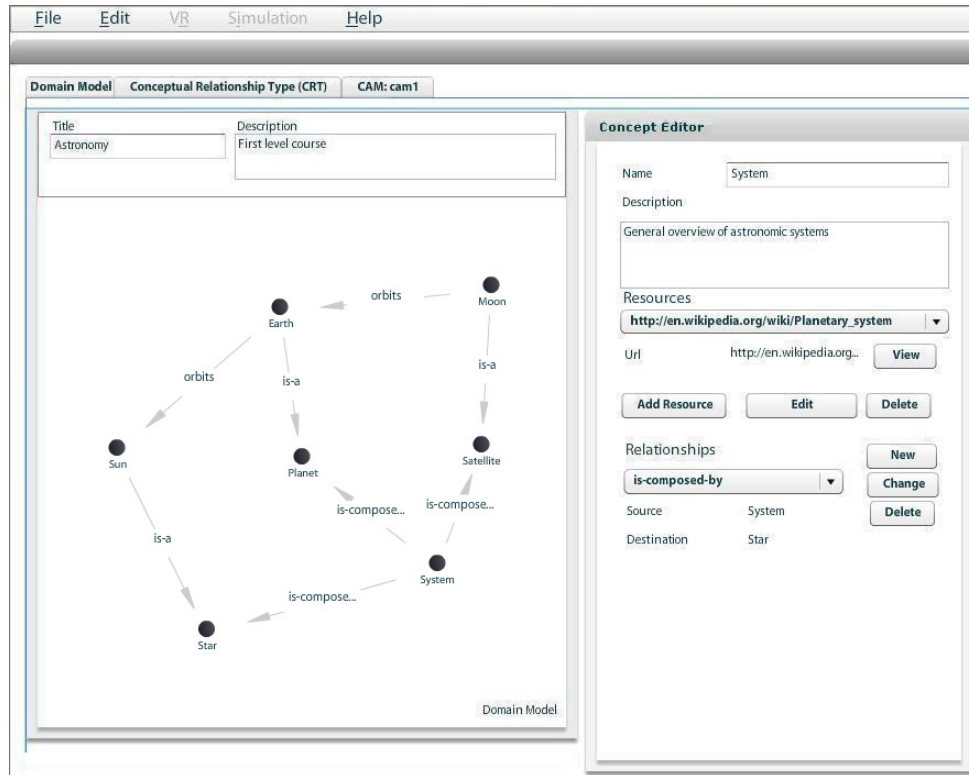 File Edit VR Simulation Help
Domain Model Conceptual Relationship Type (CRT) CAM: cam1
Title Description
Astronomy First level course
orbits
Moon
Earth
orbits
is-a
is-a
Sun
Planet
Satellite
is-compose...
is-compose...
is-a
System
is-compose...
Star
Domain Model
Concept Editor
Name System
Description
General overview of astronomic systems
Resources
http://en.wikipedia.org/wiki/Planetary_system
Url http://en.wikipedia.org... View
Add Resource Edit Delete
Relationships New
is-composed-by Change
Source System Delete
Destination Star